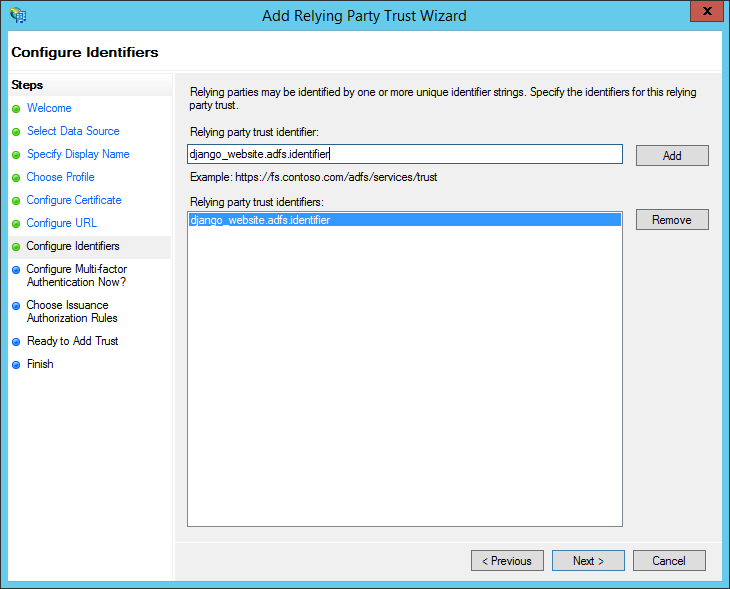 Add Relying Party Trust Wizard
X
Configure Identifiers
Steps
Welcome
Select Data Source
Specify Display Name
Choose Profile
Configure Certificate
Configure URL
Configure Identifiers
Configure Multi-factor
Authentication Now?
Choose Issuance
Authorization Rules
Ready to Add Trust
Finish
Relying parties may be identified by one or more unique identifier strings. Specify the identifiers for this relying
party trust.
Relying party trust identifier:
django_website.adfs.identifier
Add
Example: https://fs.contoso.com/adfs/services/trust
Relying party trust identifiers:
django_website.adfs.identifier
Remove
< Previous
Next >
Cancel